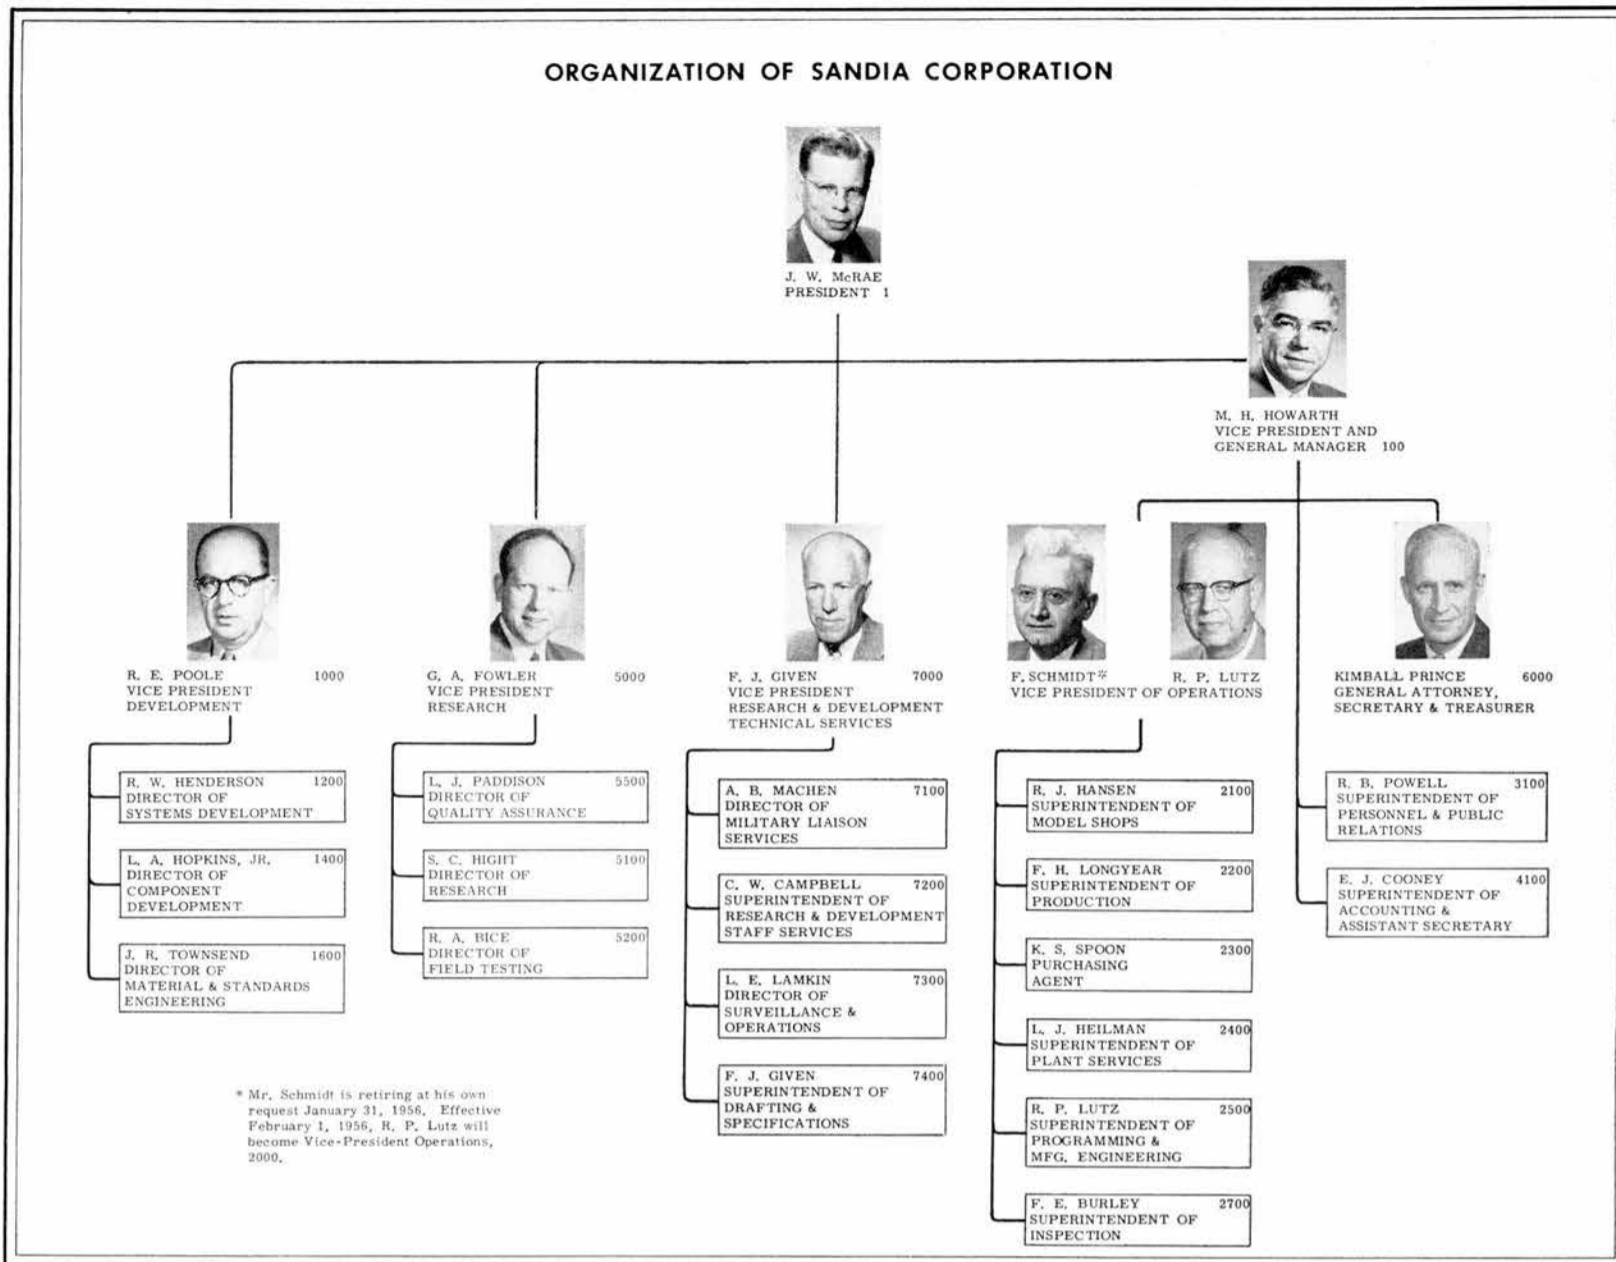 ORGANIZATION OF SANDIA CORPORATION
J. W. McRAE
PRESIDENT 1
M. H. HOWARTH
VICE PRESIDENT AND
GENERAL MANAGER 100
R. E. POOLE 1000
VICE PRESIDENT
DEVELOPMENT
G. A. FOWLER 5000
VICE PRESIDENT
RESEARCH
F. J. GIVEN 7000
VICE PRESIDENT
RESEARCH & DEVELOPMENT
TECHNICAL SERVICES
F. SCHMIDT* R. P. LUTZ
VICE PRESIDENT OF OPERATIONS
KIMBALL PRINCE 6000
GENERAL ATTORNEY,
SECRETARY & TREASURER
R. W. HENDERSON 1200
DIRECTOR OF
SYSTEMS DEVELOPMENT
L. A. HOPKINS, JR. 1400
DIRECTOR OF
COMPONENT
DEVELOPMENT
J. R. TOWNSEND 1600
DIRECTOR OF
MATERIAL & STANDARDS
ENGINEERING
L. J. PADDISON 5500
DIRECTOR OF
QUALITY ASSURANCE
S. C. HIGHT 5100
DIRECTOR OF
RESEARCH
R. A. BICE 5200
DIRECTOR OF
FIELD TESTING
A. B. MACHEN 7100
DIRECTOR OF
MILITARY LIAISON
SERVICES
C. W. CAMPBELL 7200
SUPERINTENDENT OF
RESEARCH & DEVELOPMENT
STAFF SERVICES
L. E. LAMKIN 7300
DIRECTOR OF
SURVEILLANCE &
OPERATIONS
F. J. GIVEN 7400
SUPERINTENDENT OF
DRAFTING &
SPECIFICATIONS
R. J. HANSEN 2100
SUPERINTENDENT OF
MODEL SHOPS
F. H. LONGYEAR 2200
SUPERINTENDENT OF
PRODUCTION
K. S. SPOON 2300
PURCHASING
AGENT
L. J. HEILMAN 2400
SUPERINTENDENT OF
PLANT SERVICES
R. P. LUTZ 2500
SUPERINTENDENT OF
PROGRAMMING &
MFG. ENGINEERING
F. E. BURLEY 2700
SUPERINTENDENT OF
INSPECTION
R. B. POWELL 3100
SUPERINTENDENT OF
PERSONNEL & PUBLIC
RELATIONS
E. J. COONEY 4100
SUPERINTENDENT OF
ACCOUNTING &
ASSISTANT SECRETARY
* Mr. Schmidt is retiring at his own
request January 31, 1956. Effective
February 1, 1956, R. P. Lutz will
become Vice-President Operations,
2000.